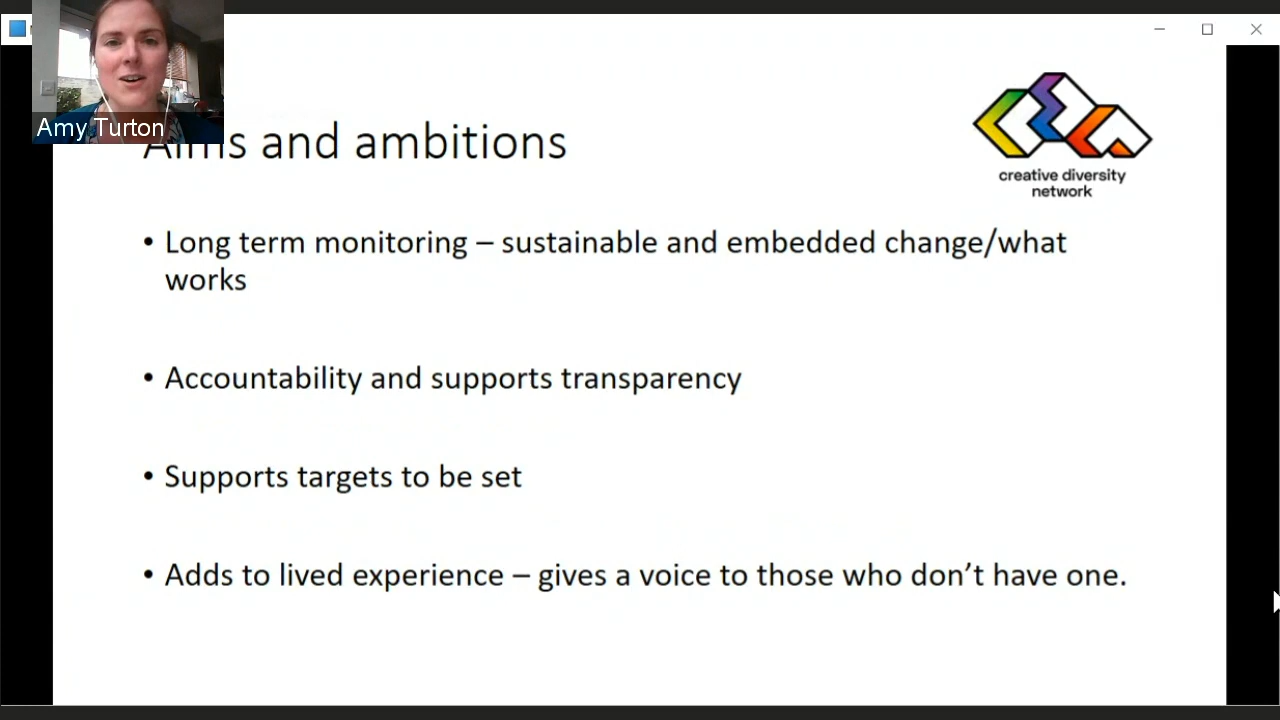 Amy Turton
Aims and ambitions
creative diversity
network
• Long term monitoring – sustainable and embedded change/what
works
• Accountability and supports transparency
• Supports targets to be set
• Adds to lived experience – gives a voice to those who don’t have one.